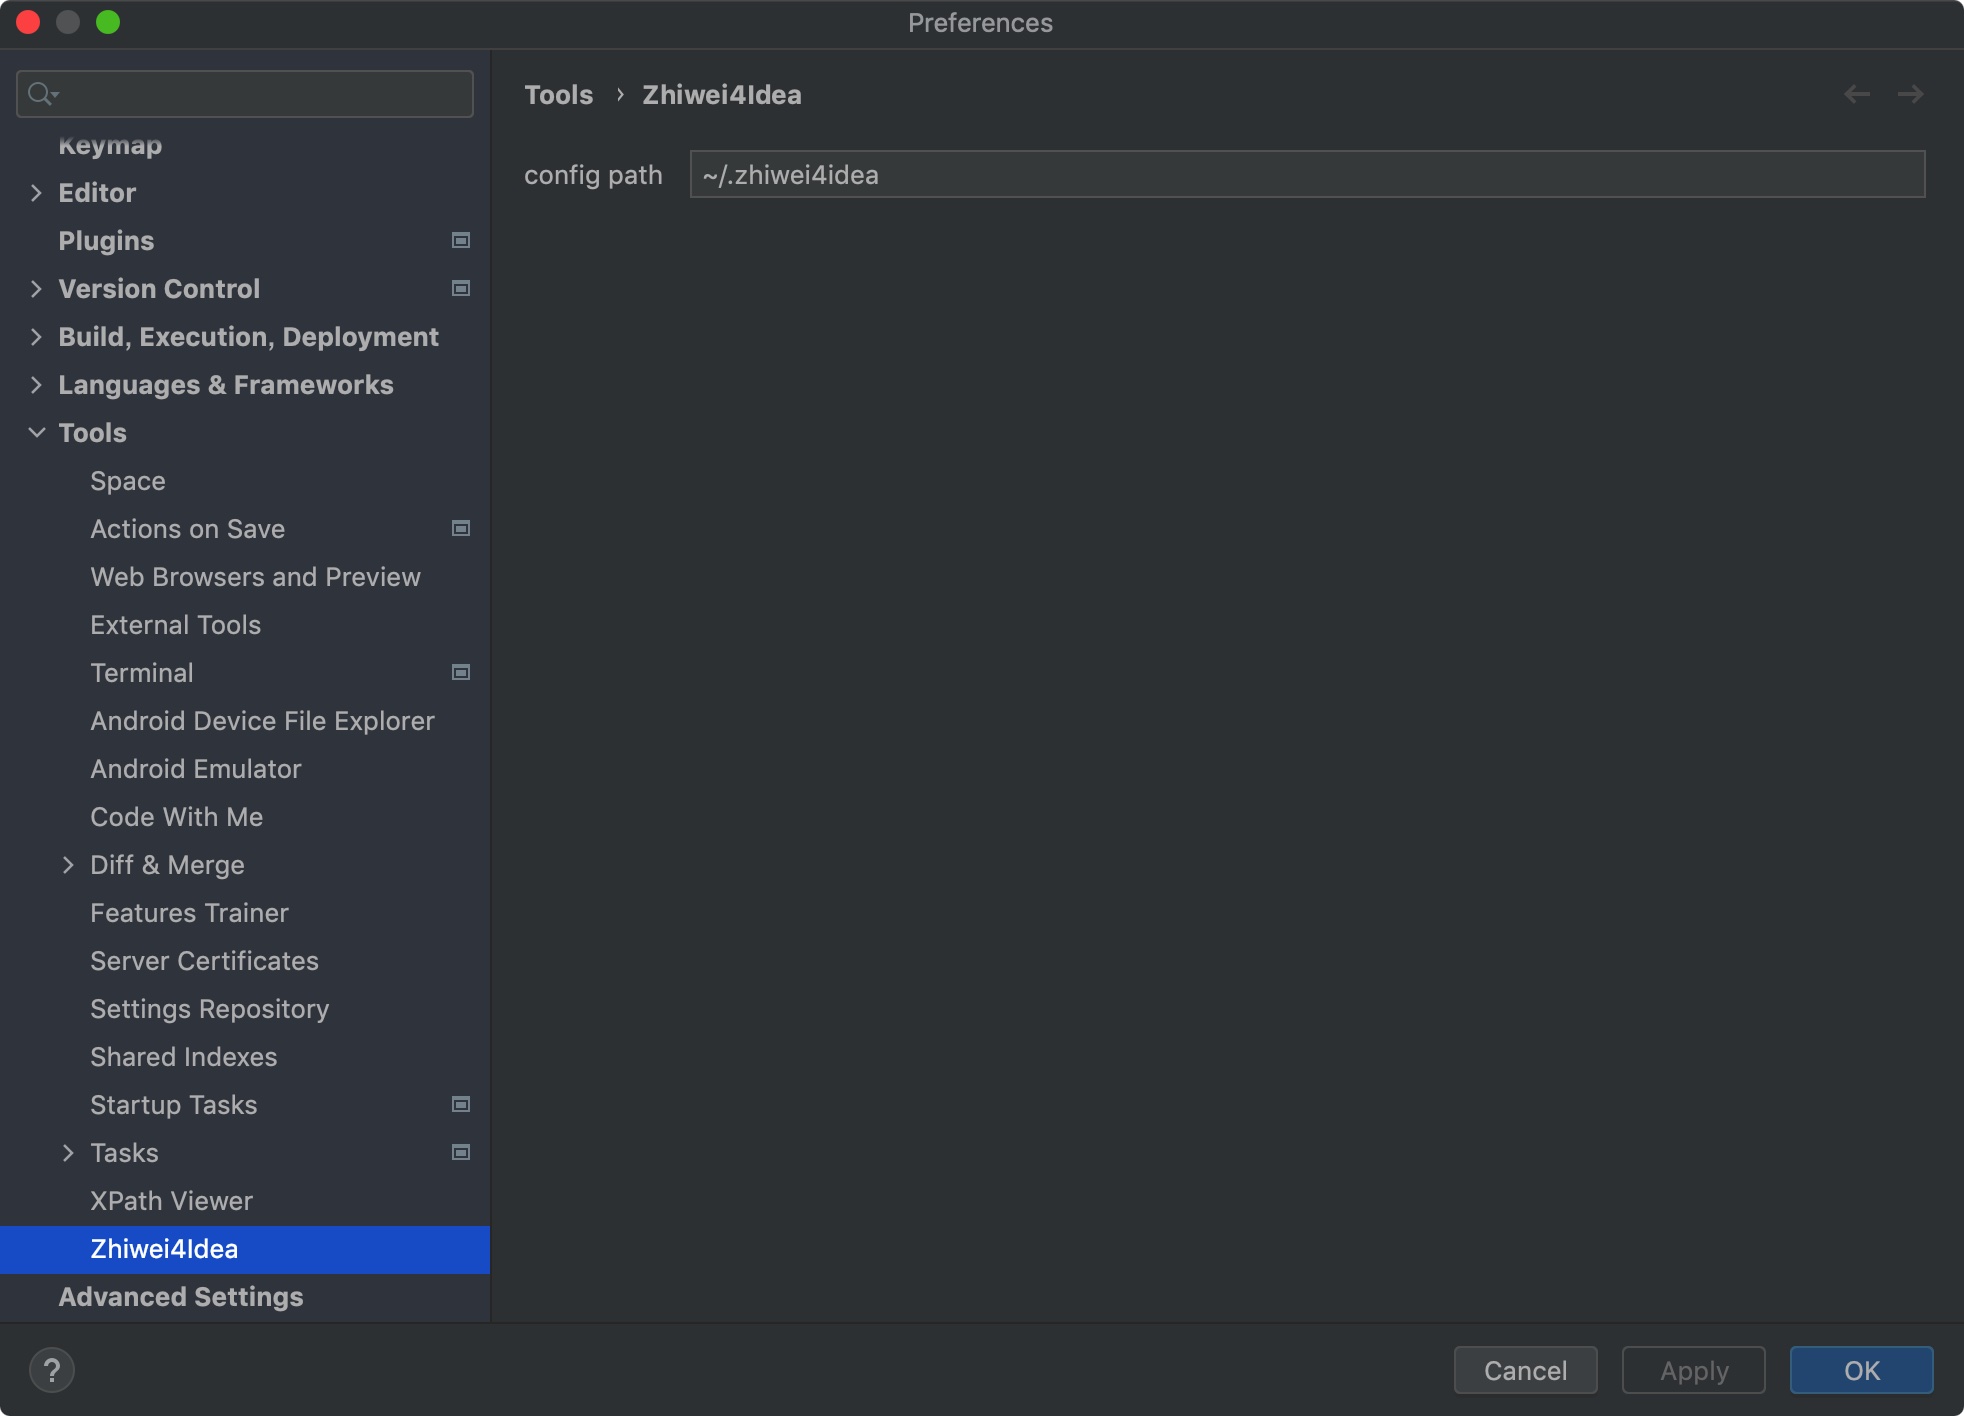 Preferences
Keymap
Editor
Plugins
Version Control
Build, Execution, Deployment
Languages & Frameworks
Tools
Space
Actions on Save
Web Browsers and Preview
External Tools
Terminal
Android Device File Explorer
Android Emulator
Code With Me
Diff & Merge
Features Trainer
Server Certificates
Settings Repository
Shared Indexes
Startup Tasks
Tasks
XPath Viewer
Zhiwei4Idea
Advanced Settings
Tools › Zhiwei4Idea
config path ~/.zhiwei4idea
?
Cancel
Apply
OK